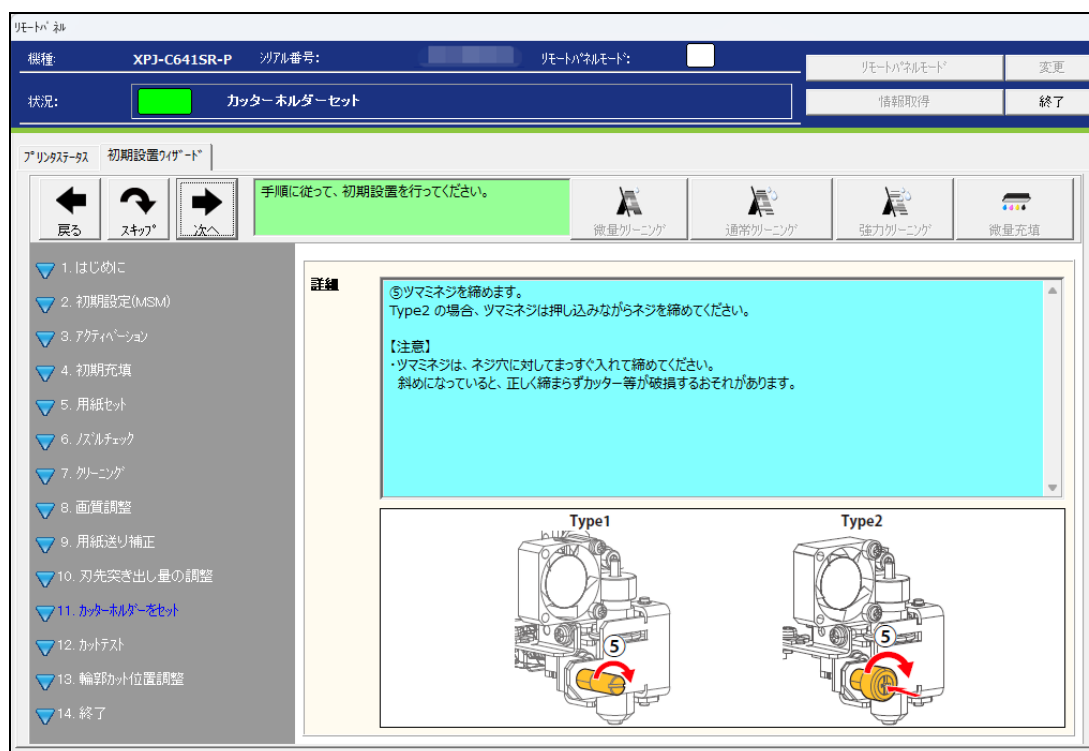 リモートパネル
機種: XPJ-C641SR-P シリアル番号: リモートパネルモード:
リモートパネルモード 変更
状況: カッターホルダーセット
情報取得 終了
プリンタステータス 初期設置ウィザード
戻る スキップ 次へ
手順に従って、初期設置を行ってください。
微量クリーニング 通常クリーニング 強力クリーニング 微量充填
1. はじめに
2. 初期設定(MSM)
3. アクティベーション
4. 初期充填
5. 用紙セット
6. ノズルチェック
7. クリーニング
8. 画質調整
9. 用紙送り補正
10. 刃先突き出し量の調整
11. カッターホルダーをセット
12. カットテスト
13. 輪郭カット位置調整
14. 終了
詳細
⑤ツマミネジを締めます。
Type2 の場合、ツマミネジは押し込みながらネジを締めてください。
【注意】
・ツマミネジは、ネジ穴に対してまっすぐ入れて締めてください。
斜めになっていると、正しく締まらずカッター等が破損するおそれがあります。
Type1 Type2
⑤ ⑤